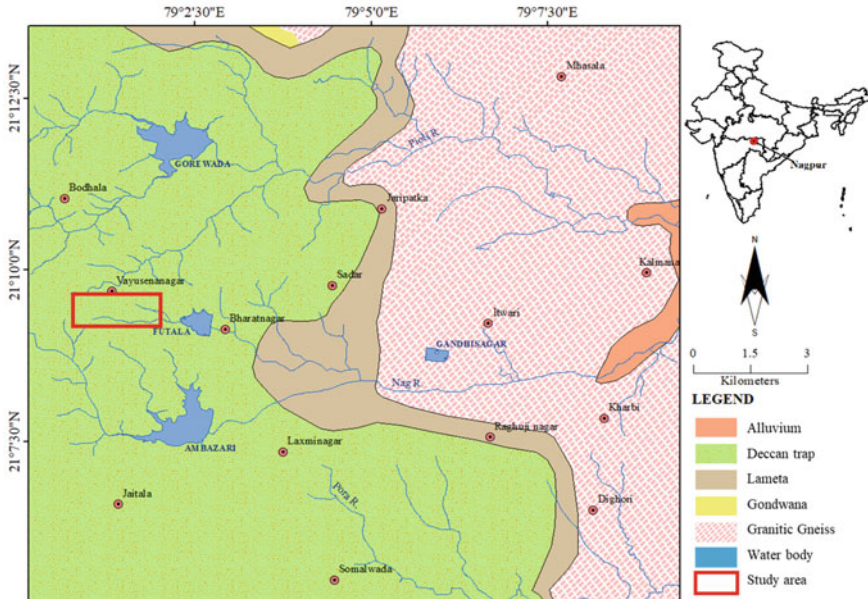 79°2'30"E
79°5'0"E
79°7'30"E
21°12'30"N
21°10'0"N
21°7'30"N
Mhasala
Pioli R.
GOREWADA
Bodhala
Jaripatka
Kalmana
Vayusenanagar
Sadar
FUTALA
Bharatnagar
Itwari
GANDHISAGAR
Nag R.
Kharbi
AMBAZARI
Laxminagar
Raghuji nagar
Jaitala
Pora R.
Dighori
Somalwada
Nagpur
N
S
0 1.6 3
Kilometers
LEGEND
Alluvium
Deccan trap
Lameta
Gondwana
Granitic Gneiss
Water body
Study area